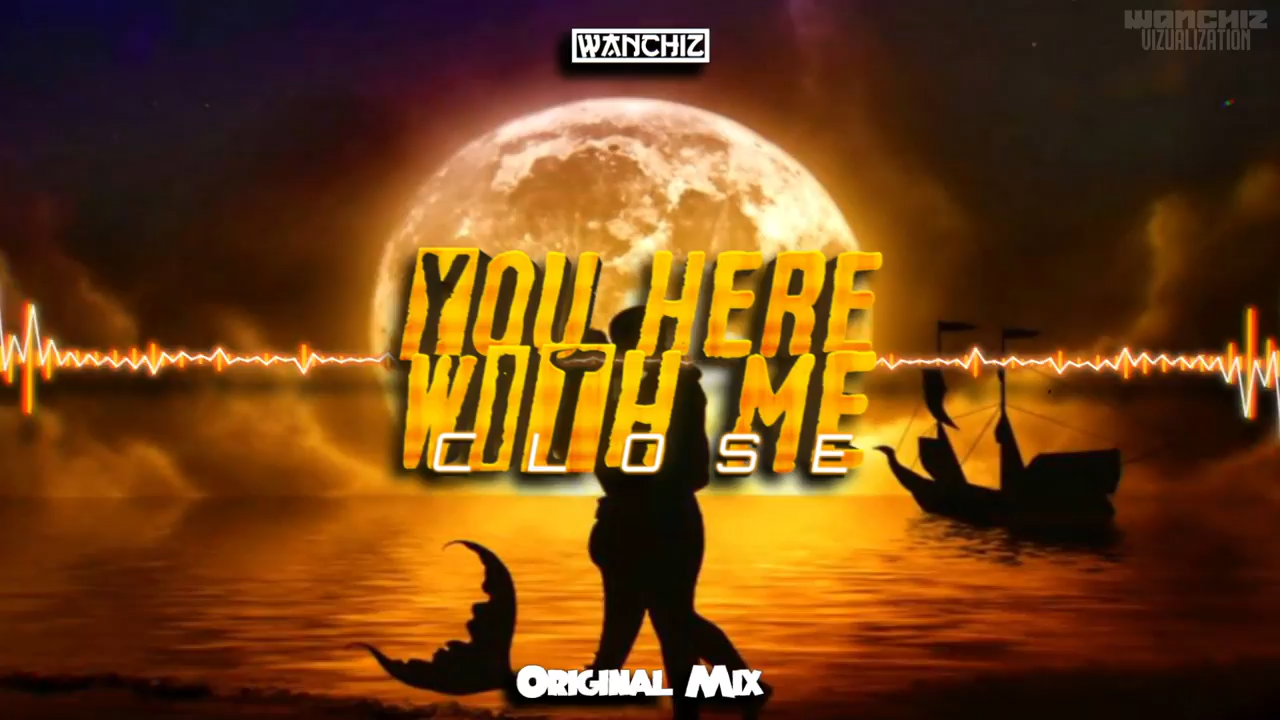 WANCHIZ
WANCHIZ
VIZUALIZATION
YOU HERE
WITH ME
CLOSE
Original Mix